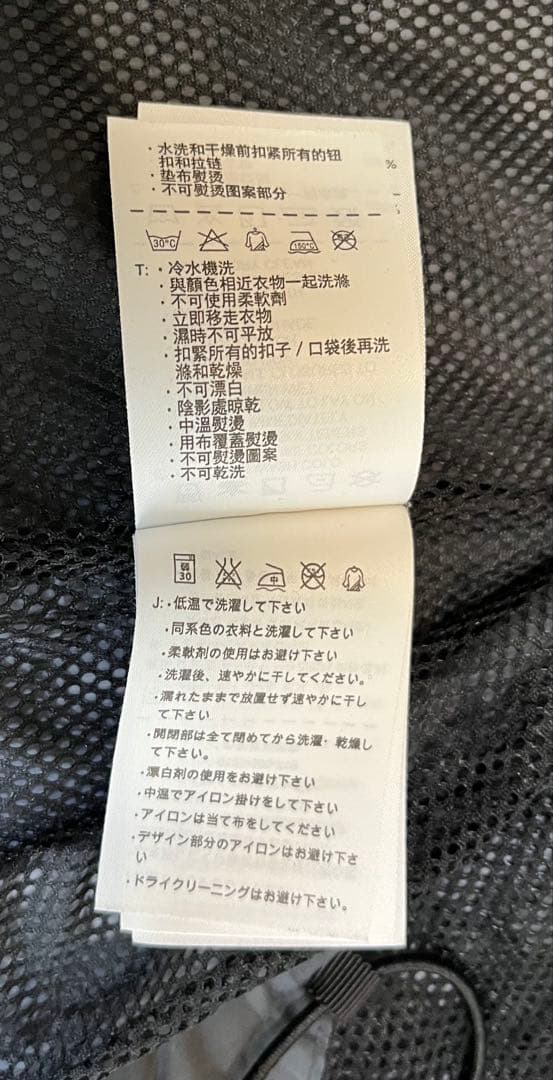 ・水洗和干燥前扣紧所有的钮
扣和拉链
・垫布熨烫
・不可熨烫图案部分
%
30°C
150°C
T:・冷水機洗
・與顏色相近衣物一起洗滌
・不可使用柔軟劑
・立即移走衣物
・濕時不可平放
・扣緊所有的扣子 / 口袋後再洗
滌和乾燥
・不可漂白
・陰影處晾乾
・中溫熨燙
・用布覆蓋熨燙
・不可熨燙圖案
・不可乾洗
弱
30
中
J:・低温で洗濯して下さい
・同系色の衣料と洗濯して下さい
・柔軟剤の使用はお避け下さい
・洗濯後、速やかに干してください。
・濡れたままで放置せず速やかに干し
て下さい
・開閉部は全て閉めてから洗濯・乾燥し
て下さい。
・漂白剤の使用をお避け下さい
・中温でアイロン掛けをして下さい
・アイロンは当て布をしてください
・デザイン部分のアイロンはお避け下さ
い
・ドライクリーニングはお避け下さい。